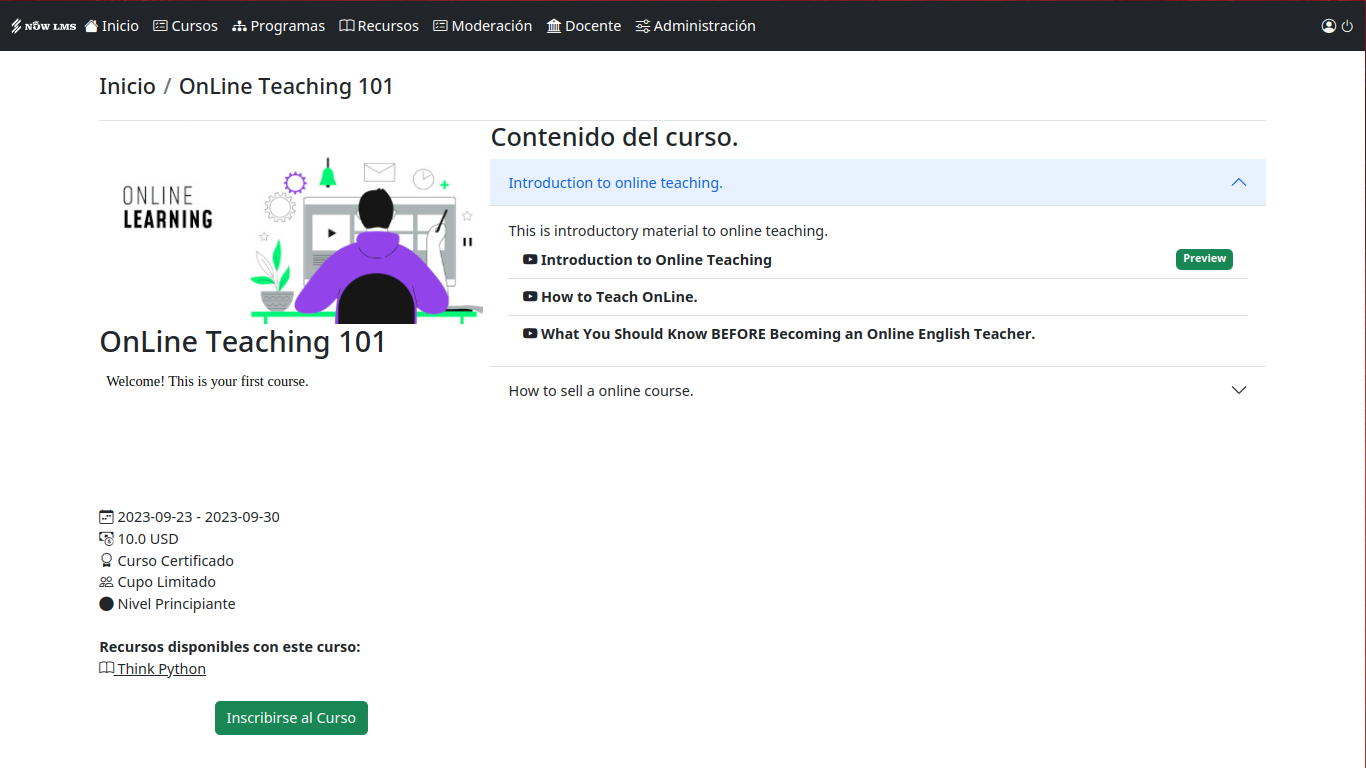 NOW LMS Inicio Cursos Programas Recursos Moderación Docente Administración
Inicio / OnLine Teaching 101
ONLINE
LEARNING
OnLine Teaching 101
Welcome! This is your first course.
2023-09-23 - 2023-09-30
10.0 USD
Curso Certificado
Cupo Limitado
Nivel Principiante
Recursos disponibles con este curso:
Think Python
Inscribirse al Curso
Contenido del curso.
Introduction to online teaching.
This is introductory material to online teaching.
Introduction to Online Teaching Preview
How to Teach OnLine.
What You Should Know BEFORE Becoming an Online English Teacher.
How to sell a online course.